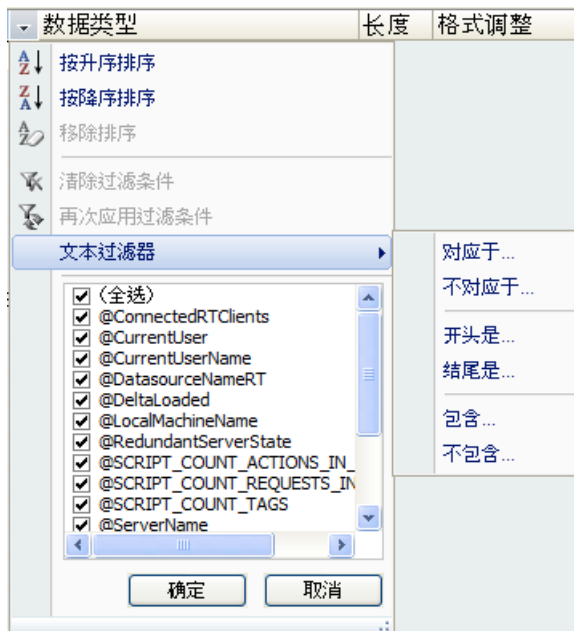 数据类型 长度 格式调整
按升序排序
按降序排序
移除排序
清除过滤条件
再次应用过滤条件
文本过滤器
对应于...
不对应于...
开头是...
结尾是...
包含...
不包含...
(全选)
@ConnectedRTClients
@CurrentUser
@CurrentUserName
@DatasourceNameRT
@DeltaLoaded
@LocalMachineName
@RedundantServerState
@SCRIPT_COUNT_ACTIONS_IN_
@SCRIPT_COUNT_REQUESTS_IN
@SCRIPT_COUNT_TAGS
@ServerName
确定 取消